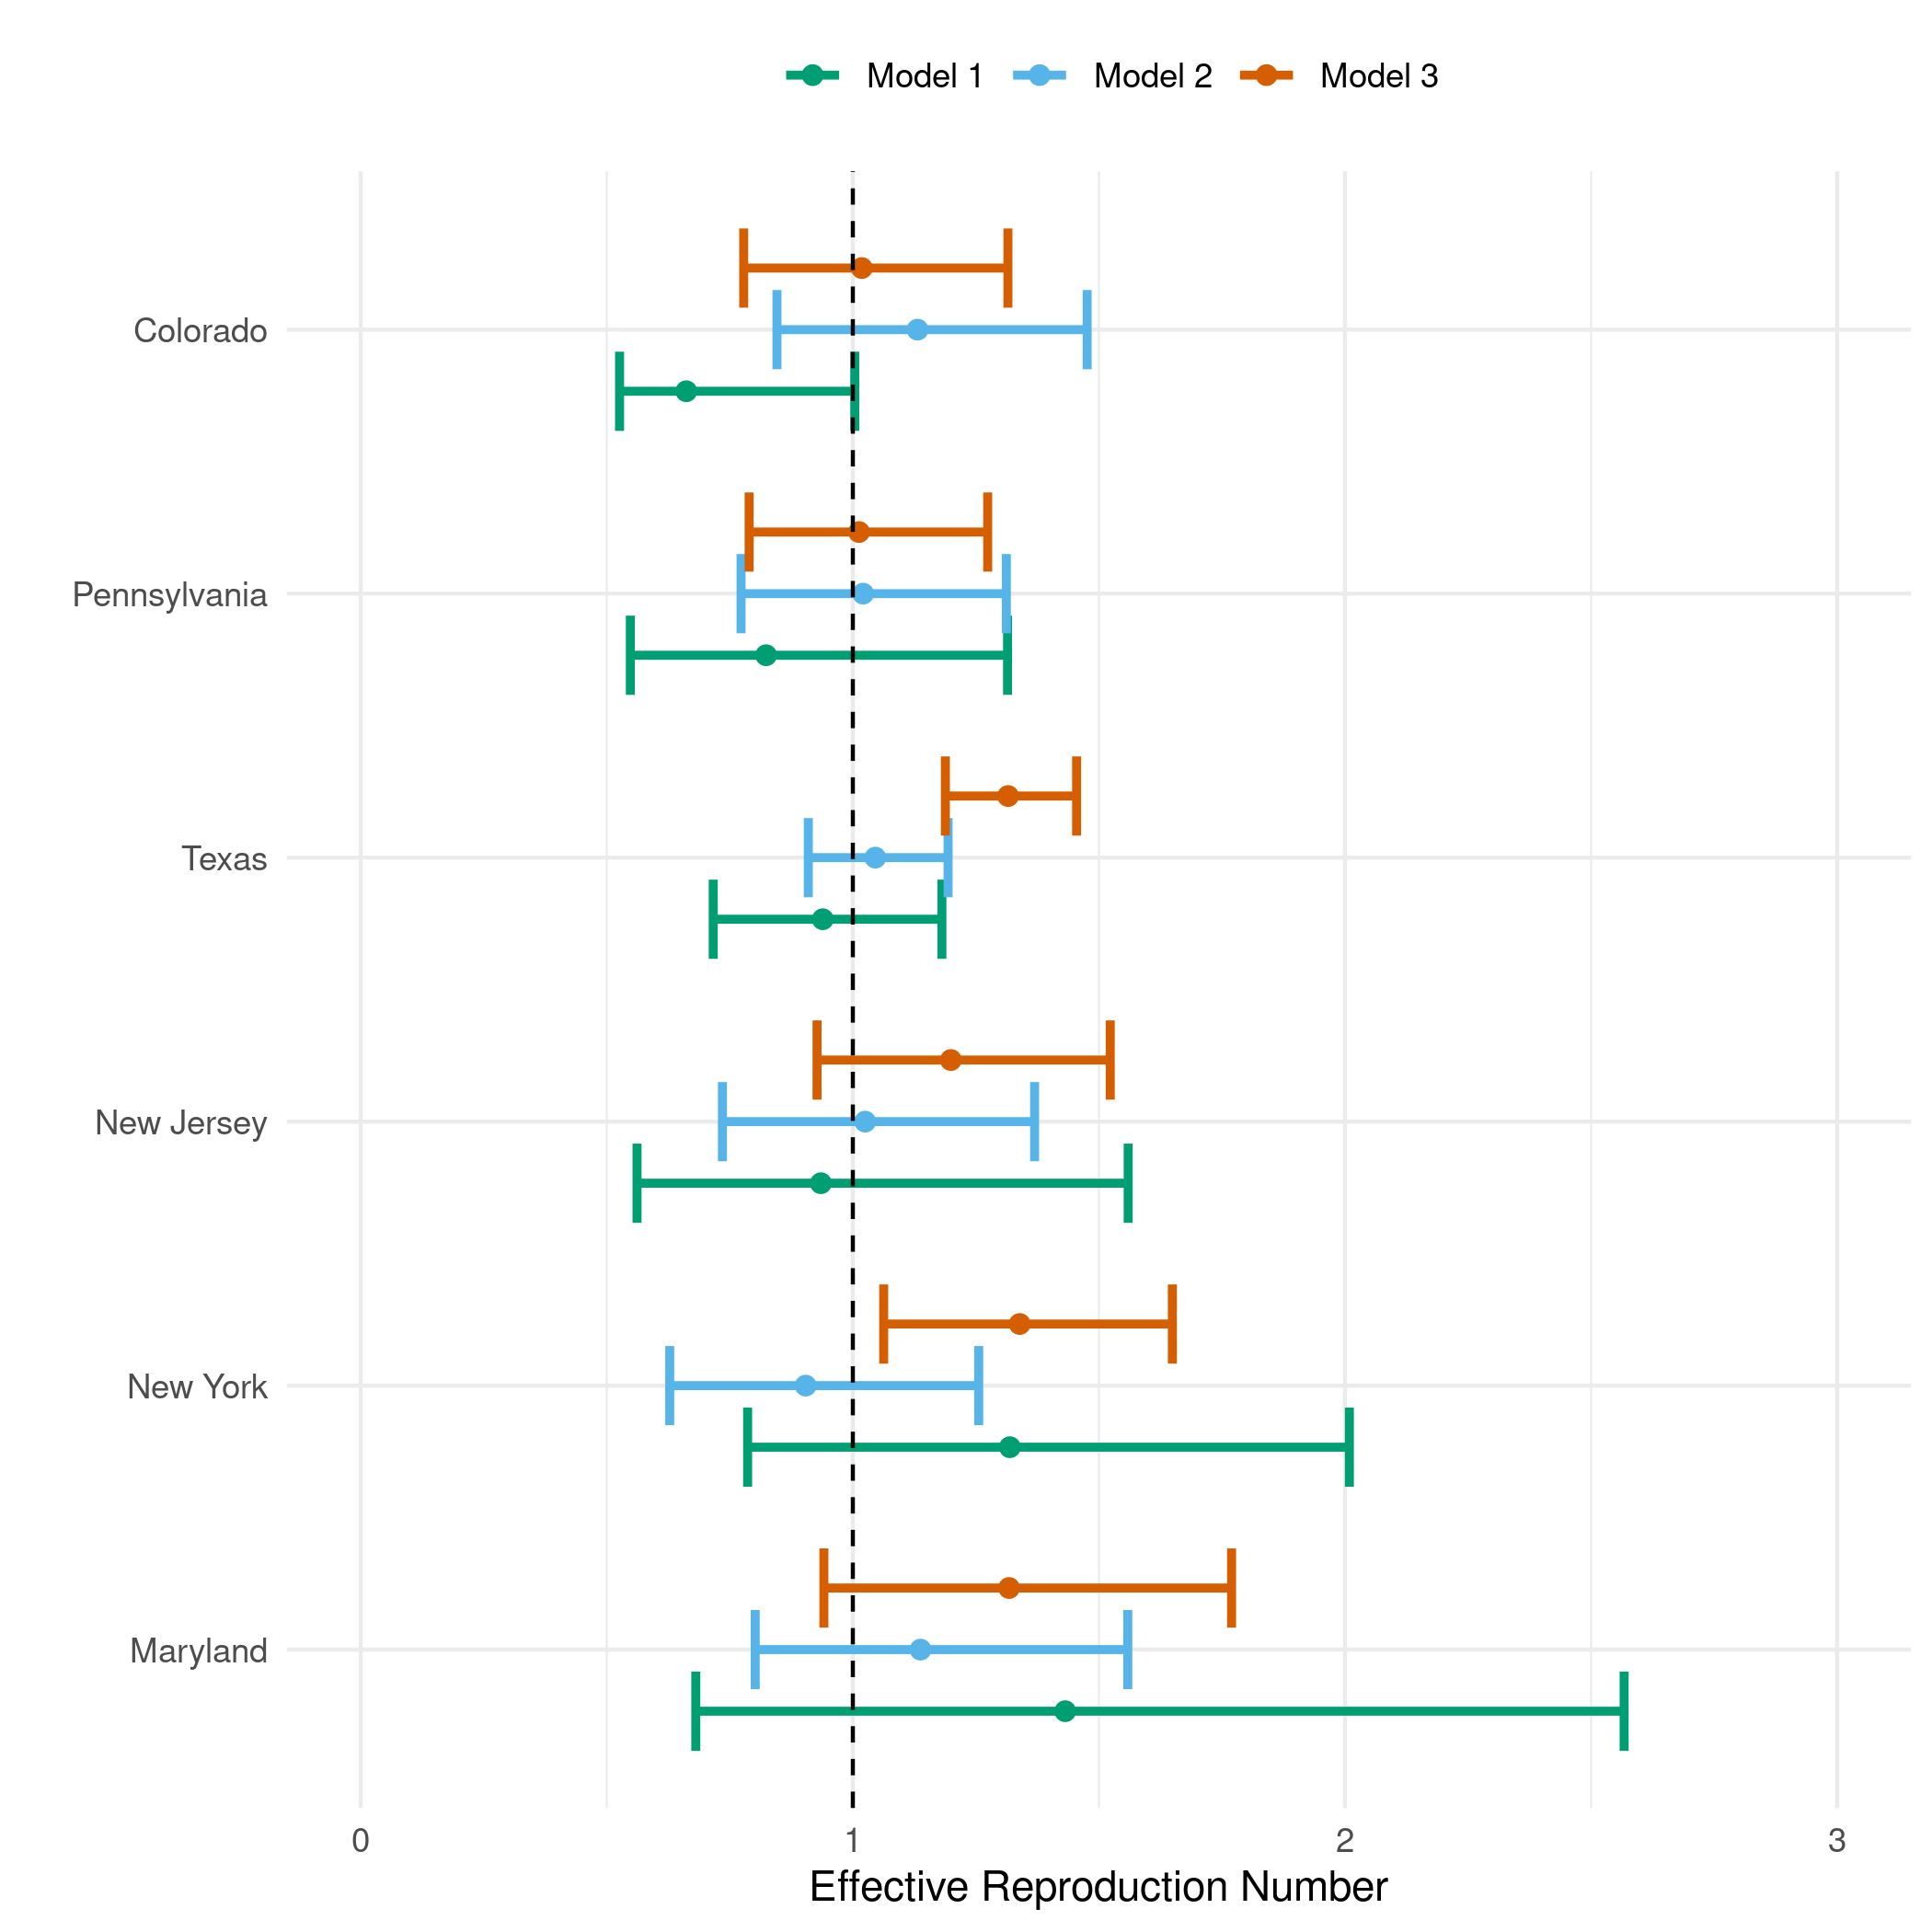 Model 1 Model 2 Model 3
Colorado
Pennsylvania
Texas
New Jersey
New York
Maryland
0 1 2 3
Effective Reproduction Number